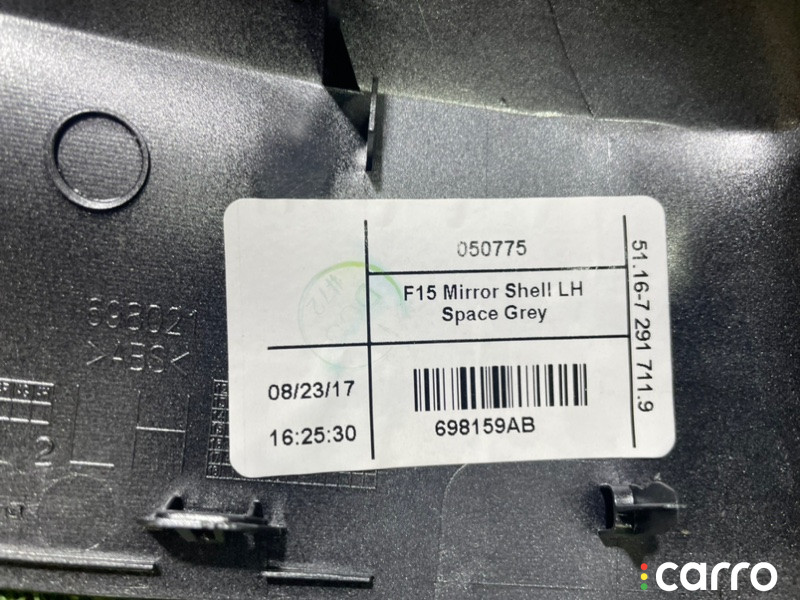 050775
F15 Mirror Shell LH
Space Grey
51.16-7 291 711.9
08/23/17
16:25:30
698159AB
>ABS<
2
carro